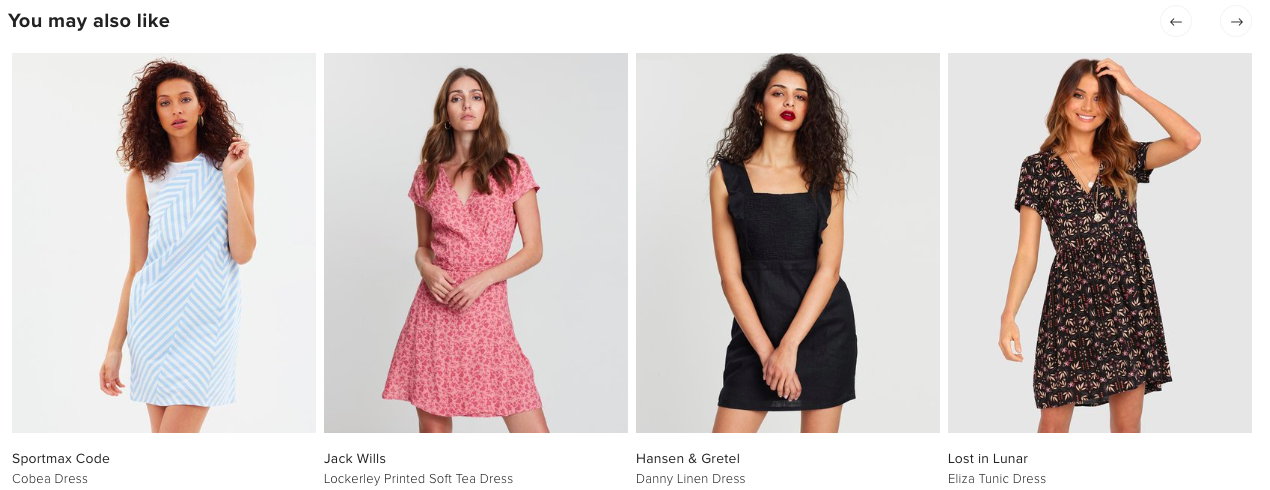 You may also like
Sportmax Code
Cobea Dress
Jack Wills
Lockerley Printed Soft Tea Dress
Hansen & Gretel
Danny Linen Dress
Lost in Lunar
Eliza Tunic Dress